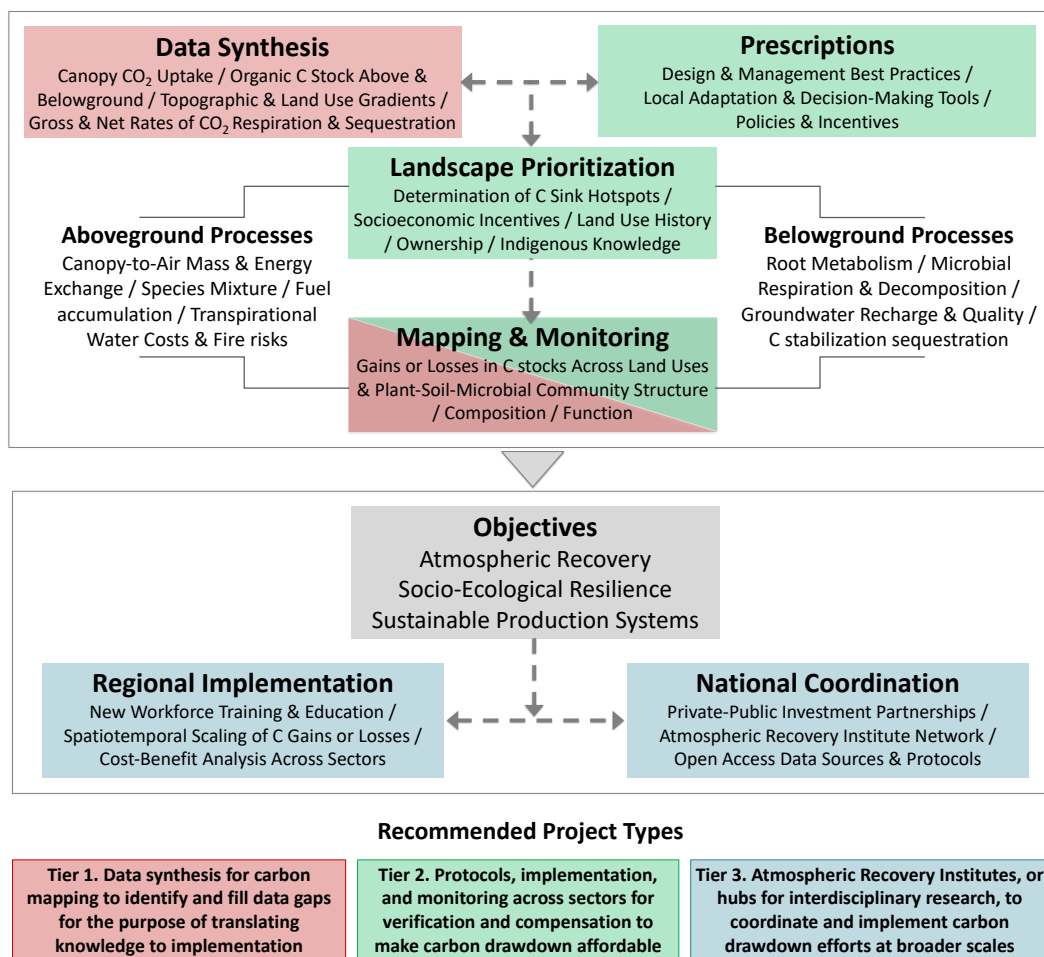 Data Synthesis
Canopy CO₂ Uptake / Organic C Stock Above &
Belowground / Topographic & Land Use Gradients /
Gross & Net Rates of CO₂ Respiration & Sequestration
Prescriptions
Design & Management Best Practices /
Local Adaptation & Decision-Making Tools /
Policies & Incentives
Landscape Prioritization
Determination of C Sink Hotspots /
Socioeconomic Incentives / Land Use History
/ Ownership / Indigenous Knowledge
Aboveground Processes
Canopy-to-Air Mass & Energy
Exchange / Species Mixture / Fuel
accumulation / Transpirational
Water Costs & Fire risks
Belowground Processes
Root Metabolism / Microbial
Respiration & Decomposition /
Groundwater Recharge & Quality /
C stabilization sequestration
Mapping & Monitoring
Gains or Losses in C stocks Across Land Uses
& Plant-Soil-Microbial Community Structure
/ Composition / Function
Objectives
Atmospheric Recovery
Socio-Ecological Resilience
Sustainable Production Systems
Regional Implementation
New Workforce Training & Education /
Spatiotemporal Scaling of C Gains or Losses /
Cost-Benefit Analysis Across Sectors
National Coordination
Private-Public Investment Partnerships /
Atmospheric Recovery Institute Network /
Open Access Data Sources & Protocols
Recommended Project Types
Tier 1. Data synthesis for carbon
mapping to identify and fill data gaps
for the purpose of translating
knowledge to implementation
Tier 2. Protocols, implementation,
and monitoring across sectors for
verification and compensation to
make carbon drawdown affordable
Tier 3. Atmospheric Recovery Institutes, or
hubs for interdisciplinary research, to
coordinate and implement carbon
drawdown efforts at broader scales